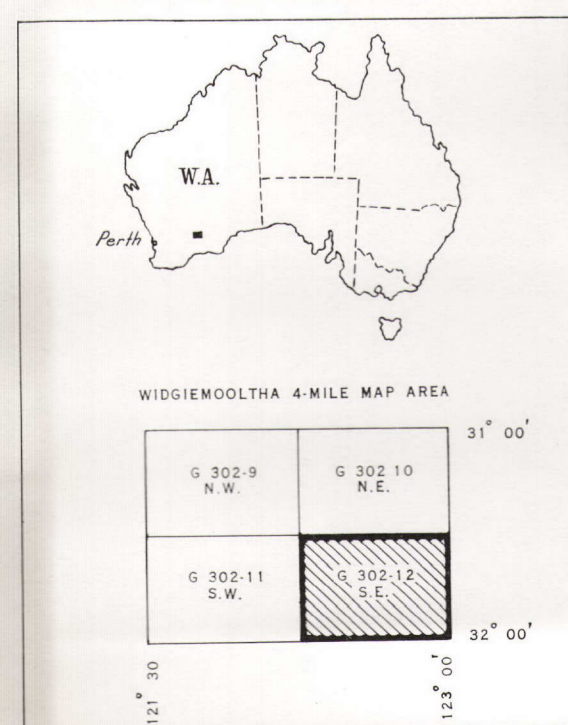 W.A.
Perth
WIDGIEMOOLTHA 4-MILE MAP AREA
31° 00'
G 302-9
N.W.
G 302 10
N.E.
G 302-11
S.W.
G 302-12
S.E.
32° 00'
121° 30
123° 00'